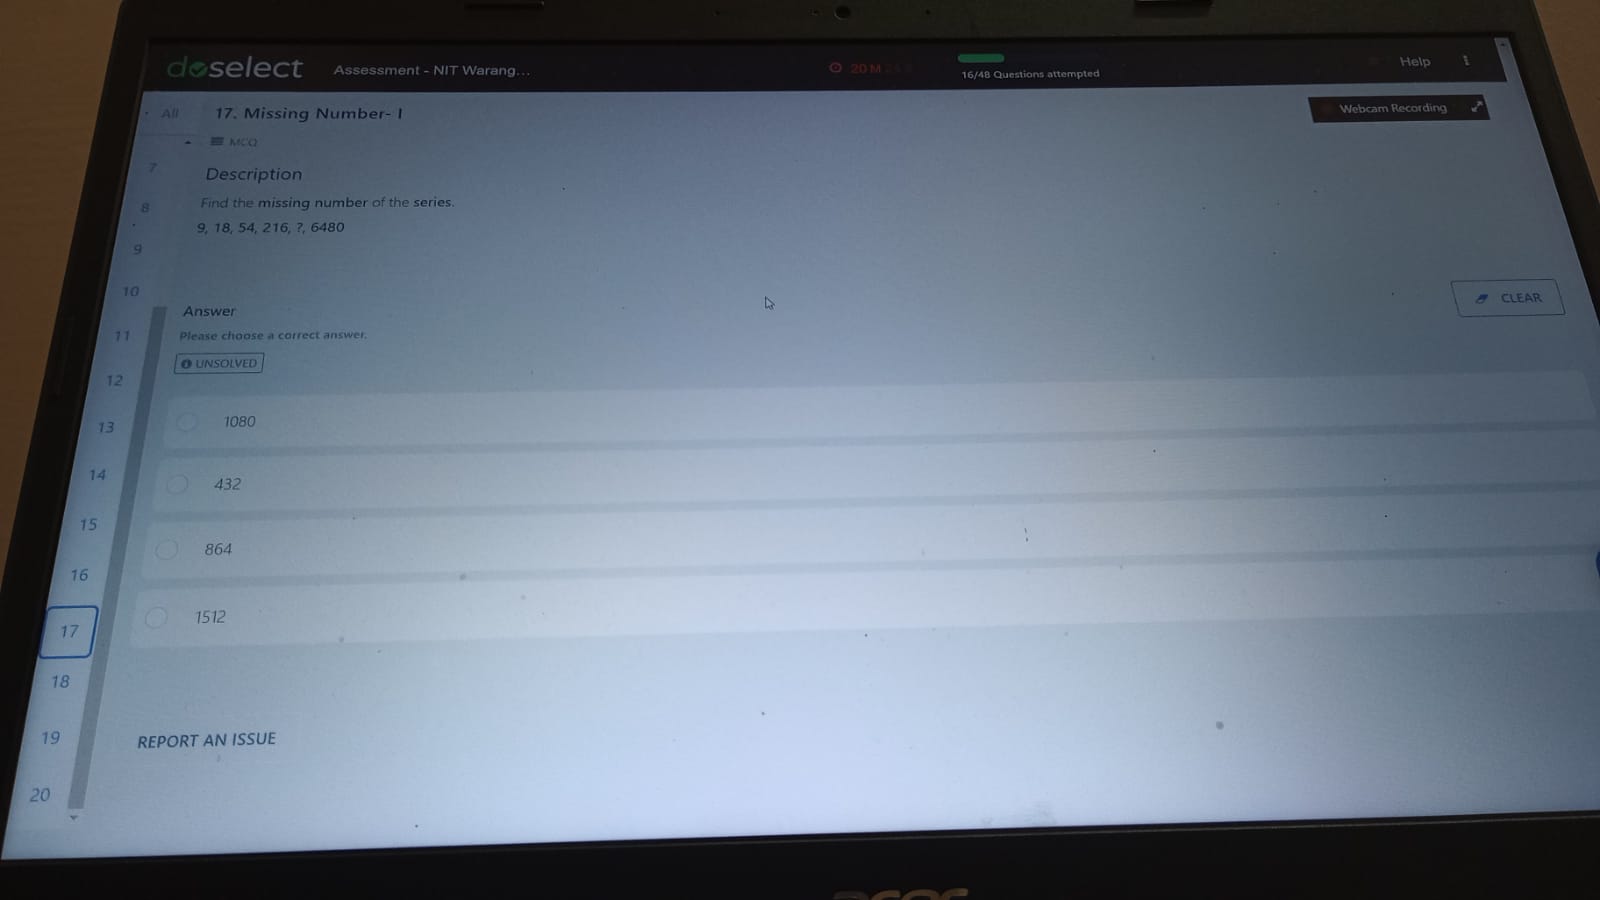 doselect Assessment - NIT Warang... 20 M Help
16/48 Questions attempted
All 17. Missing Number- I Webcam Recording
MCQ
7
Description
8 Find the missing number of the series.
9, 18, 54, 216, ?, 6480
9
10
CLEAR
Answer
11 Please choose a correct answer.
UNSOLVED
12
1080
13
14 432
15
864
16
1512
17
18
19 REPORT AN ISSUE
20